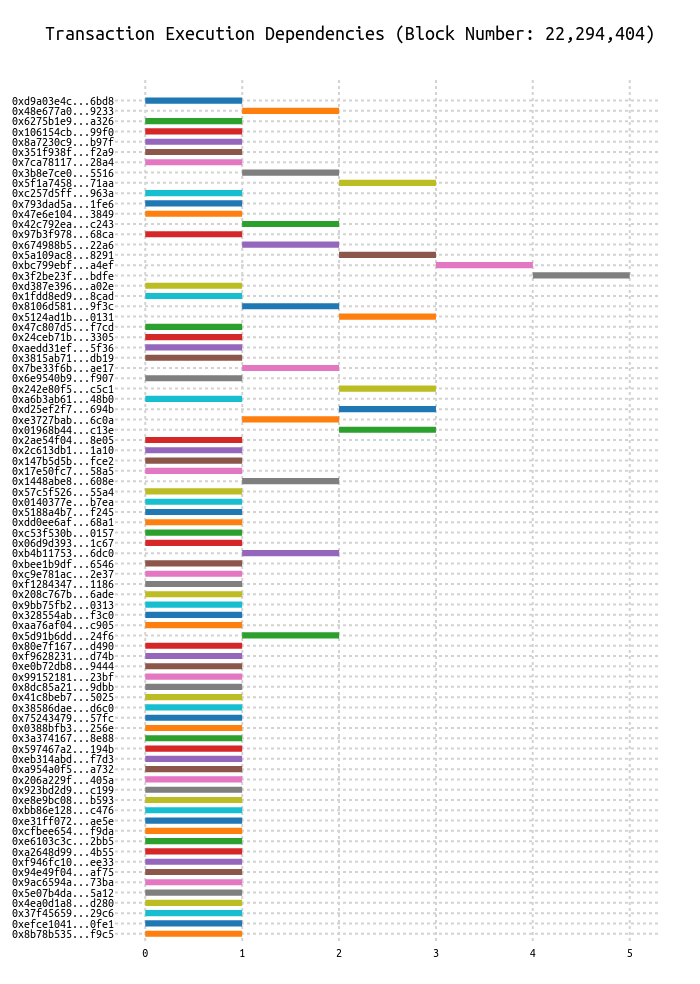 Transaction Execution Dependencies (Block Number: 22,294,404)
0xd9a03e4c...6bd8
0x48e677a0...9233
0x6275b1e9...a326
0x106154cb...99f0
0x8a7230c9...b97f
0x351f938f...f2a9
0x7ca78117...28a4
0x3b8e7ce0...5516
0x5f1a7458...71aa
0xc257d5ff...963a
0x793dad5a...1fe6
0x47e6e104...3849
0x42c792ea...c243
0x97b3f978...68ca
0x674988b5...22a6
0x5a109ac8...8291
0xbc799ebf...a4ef
0x3f2be23f...bdfe
0xd387e396...a02e
0x1fdd8ed9...8cad
0x8106d581...9f3c
0x5124ad1b...0131
0x47c807d5...f7cd
0x24ceb71b...3305
0xaedd31ef...5f36
0x3815ab71...db19
0x7be33f6b...ae17
0x6e9540b9...f907
0x242e80f5...c5c1
0xa6b3ab61...48b0
0xd25ef2f7...694b
0xe3727bab...6c0a
0x01968b44...c13e
0x2ae54f04...8e05
0x2c613db1...1a10
0x147b5d5b...fce2
0x17e50fc7...58a5
0x1448abe8...608e
0x57c5f526...55a4
0x0140377e...b7ea
0x5188a4b7...f245
0xdd0ee6af...68a1
0xc53f530b...0157
0x06d9d393...1c67
0xb4b11753...6dc0
0xbee1b9df...6546
0xc9e781ac...2e37
0xf1284347...1186
0x208c767b...6ade
0x9bb75fb2...0313
0x328554ab...f3c0
0xaa76af04...c905
0x5d91b6dd...24f6
0x80e7f167...d490
0xf9628231...d74b
0xe0b72db8...9444
0x99152181...23bf
0x8dc85a21...9dbb
0x41c8beb7...5025
0x38586dae...d6c0
0x75243479...57fc
0x0388bfb3...256e
0x3a374167...8e88
0x597467a2...194b
0xeb314abd...f7d3
0xa954a0f5...a732
0x206a229f...405a
0x923bd2d9...c199
0xe8e9bc08...b593
0xbb86e128...c476
0xe31ff072...ae5e
0xcfbee654...f9da
0xe6103c3c...2bb5
0xa2648d99...4b55
0xf946fc10...ee33
0x94e49f04...af75
0x9ac6594a...73ba
0x5e07b4da...5a12
0x4ea0d1a8...d280
0x37f45659...29c6
0xefce1041...0fe1
0x8b78b535...f9c5
0 1 2 3 4 5